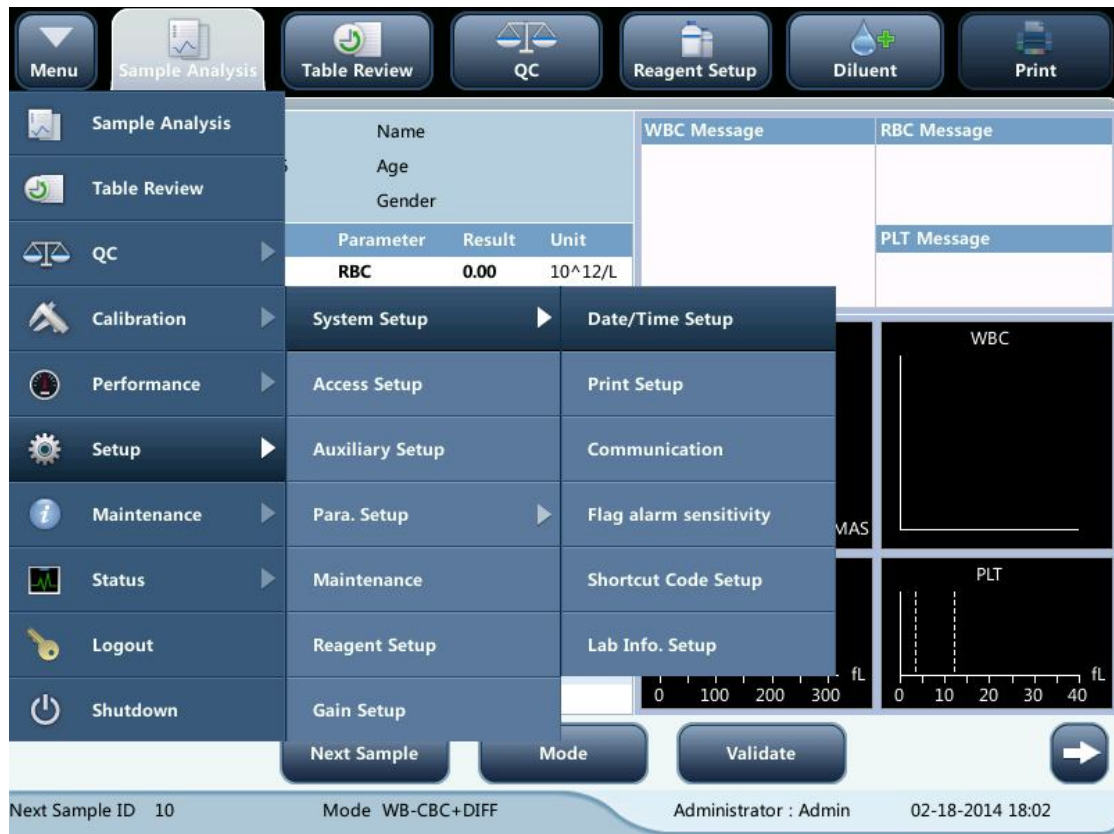 Menu
Sample Analysis
Table Review
QC
Reagent Setup
Diluent
Print
Sample Analysis
Table Review
QC
Calibration
Performance
Setup
Maintenance
Status
Logout
Shutdown
System Setup
Access Setup
Auxiliary Setup
Para. Setup
Maintenance
Reagent Setup
Gain Setup
Date/Time Setup
Print Setup
Communication
Flag alarm sensitivity
Shortcut Code Setup
Lab Info. Setup
Name
Age
Gender
Parameter Result Unit
RBC 0.00 10^12/L
WBC Message
RBC Message
PLT Message
WBC
MAS
0 100 200 300 fL
PLT
0 10 20 30 40 fL
Next Sample
Mode
Validate
Next Sample ID 10 Mode WB-CBC+DIFF Administrator : Admin 02-18-2014 18:02